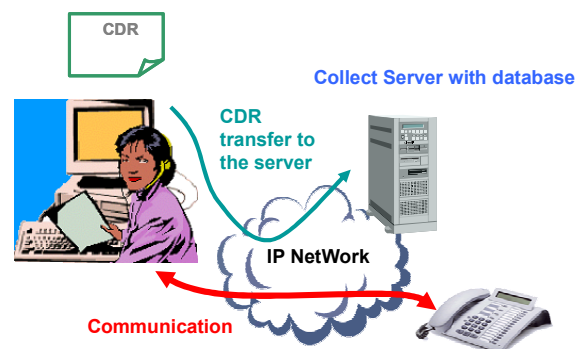 CDR
Collect Server with database
CDR
transfer to
the server
IP NetWork
Communication